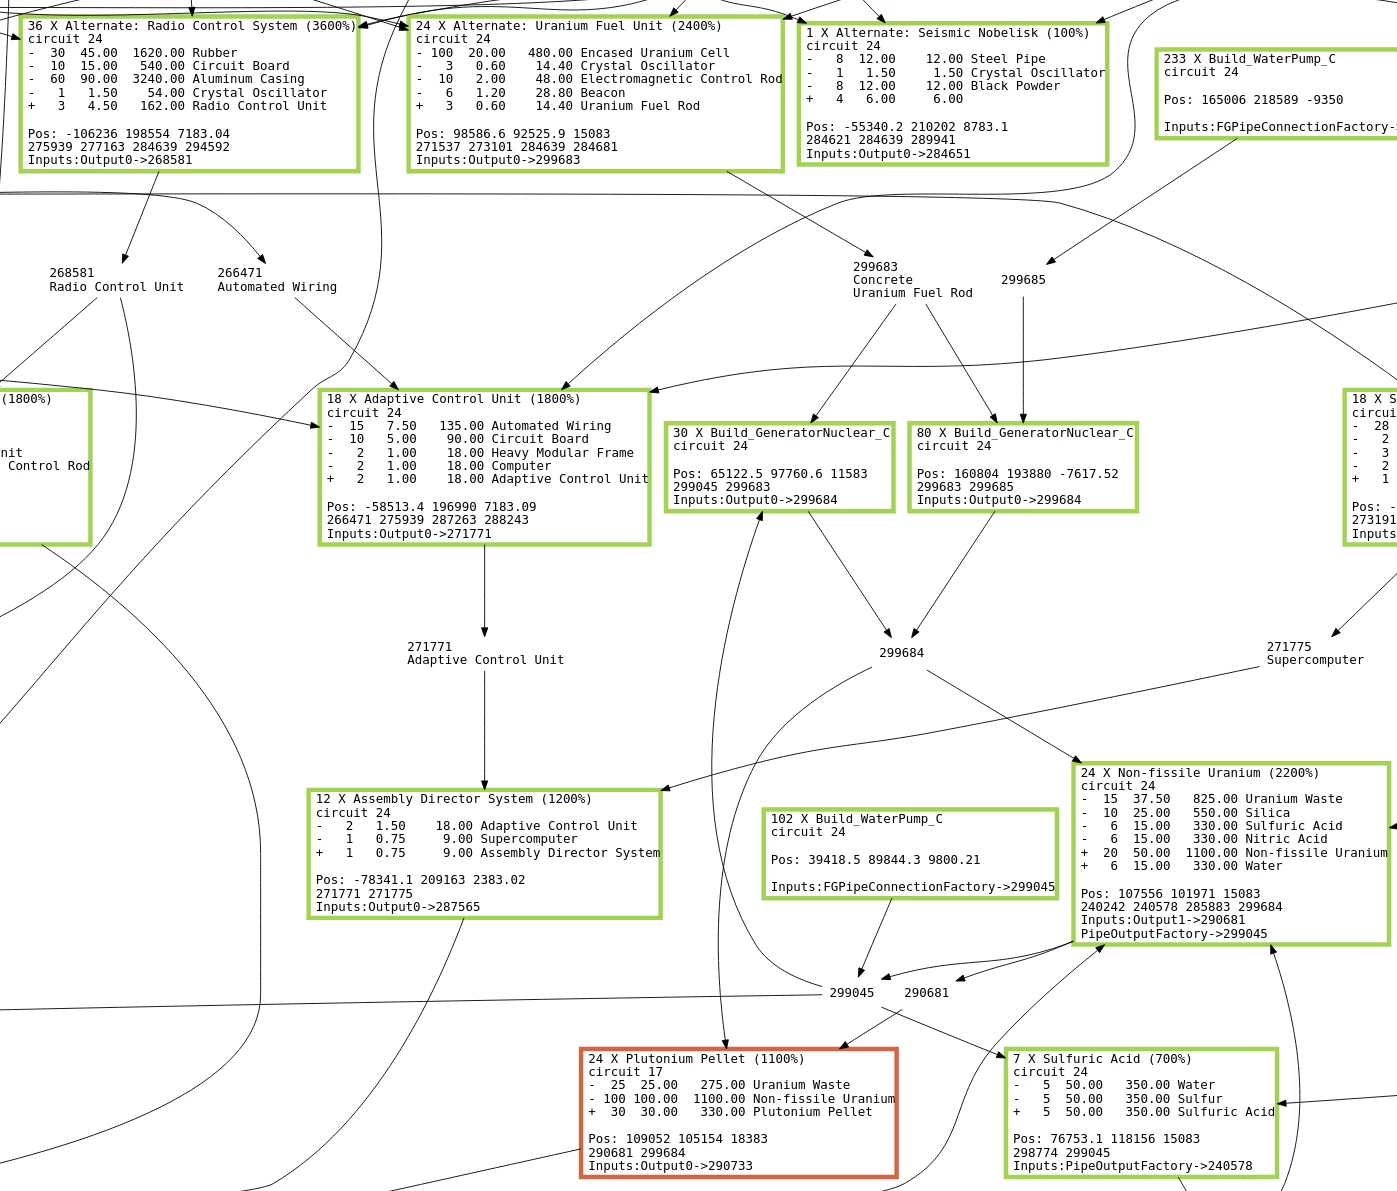 36 X Alternate: Radio Control System (3600%)
circuit 24
-  30  45.00  1620.00 Rubber
-  10  15.00   540.00 Circuit Board
-  60  90.00  3240.00 Aluminum Casing
-   1   1.50    54.00 Crystal Oscillator
+   3   4.50   162.00 Radio Control Unit
Pos: -106236 198554 7183.04
275939 277163 284639 294592
Inputs:Output0->268581
24 X Alternate: Uranium Fuel Unit (2400%)
circuit 24
- 100  20.00   480.00 Encased Uranium Cell
-   3   0.60    14.40 Crystal Oscillator
-  10   2.00    48.00 Electromagnetic Control Rod
-   6   1.20    28.80 Beacon
+   3   0.60    14.40 Uranium Fuel Rod
Pos: 98586.6 92525.9 15083
271537 273101 284639 284681
Inputs:Output0->299683
1 X Alternate: Seismic Nobelisk (100%)
circuit 24
-   8  12.00    12.00 Steel Pipe
-   1   1.50     1.50 Crystal Oscillator
-   8  12.00    12.00 Black Powder
+   4   6.00     6.00
Pos: -55340.2 210202 8783.1
284621 284639 289941
Inputs:Output0->284651
233 X Build_WaterPump_C
circuit 24
Pos: 165006 218589 -9350
Inputs:FGPipeConnectionFactory-
268581
Radio Control Unit
266471
Automated Wiring
299683
Concrete
Uranium Fuel Rod
299685
(1800%)
nit
Control Rod
18 X Adaptive Control Unit (1800%)
circuit 24
-  15   7.50   135.00 Automated Wiring
-  10   5.00    90.00 Circuit Board
-   2   1.00    18.00 Heavy Modular Frame
-   2   1.00    18.00 Computer
+   2   1.00    18.00 Adaptive Control Unit
Pos: -58513.4 196990 7183.09
266471 275939 287263 288243
Inputs:Output0->271771
30 X Build_GeneratorNuclear_C
circuit 24
Pos: 65122.5 97760.6 11583
299045 299683
Inputs:Output0->299684
80 X Build_GeneratorNuclear_C
circuit 24
Pos: 160804 193880 -7617.52
299683 299685
Inputs:Output0->299684
18 X S
circui
-  28
-   2
-   3
-   2
+   1
Pos: -
273191
Inputs
271771
Adaptive Control Unit
299684
271775
Supercomputer
12 X Assembly Director System (1200%)
circuit 24
-   2   1.50    18.00 Adaptive Control Unit
-   1   0.75     9.00 Supercomputer
+   1   0.75     9.00 Assembly Director System
Pos: -78341.1 209163 2383.02
271771 271775
Inputs:Output0->287565
102 X Build_WaterPump_C
circuit 24
Pos: 39418.5 89844.3 9800.21
Inputs:FGPipeConnectionFactory->299045
24 X Non-fissile Uranium (2200%)
circuit 24
-  15  37.50   825.00 Uranium Waste
-  10  25.00   550.00 Silica
-   6  15.00   330.00 Sulfuric Acid
-   6  15.00   330.00 Nitric Acid
+  20  50.00  1100.00 Non-fissile Uranium
+   6  15.00   330.00 Water
Pos: 107556 101971 15083
240242 240578 285883 299684
Inputs:Output1->290681
PipeOutputFactory->299045
299045
290681
24 X Plutonium Pellet (1100%)
circuit 17
-  25  25.00   275.00 Uranium Waste
- 100 100.00  1100.00 Non-fissile Uranium
+  30  30.00   330.00 Plutonium Pellet
Pos: 109052 105154 18383
290681 299684
Inputs:Output0->290733
7 X Sulfuric Acid (700%)
circuit 24
-   5  50.00   350.00 Water
-   5  50.00   350.00 Sulfur
+   5  50.00   350.00 Sulfuric Acid
Pos: 76753.1 118156 15083
298774 299045
Inputs:PipeOutputFactory->240578